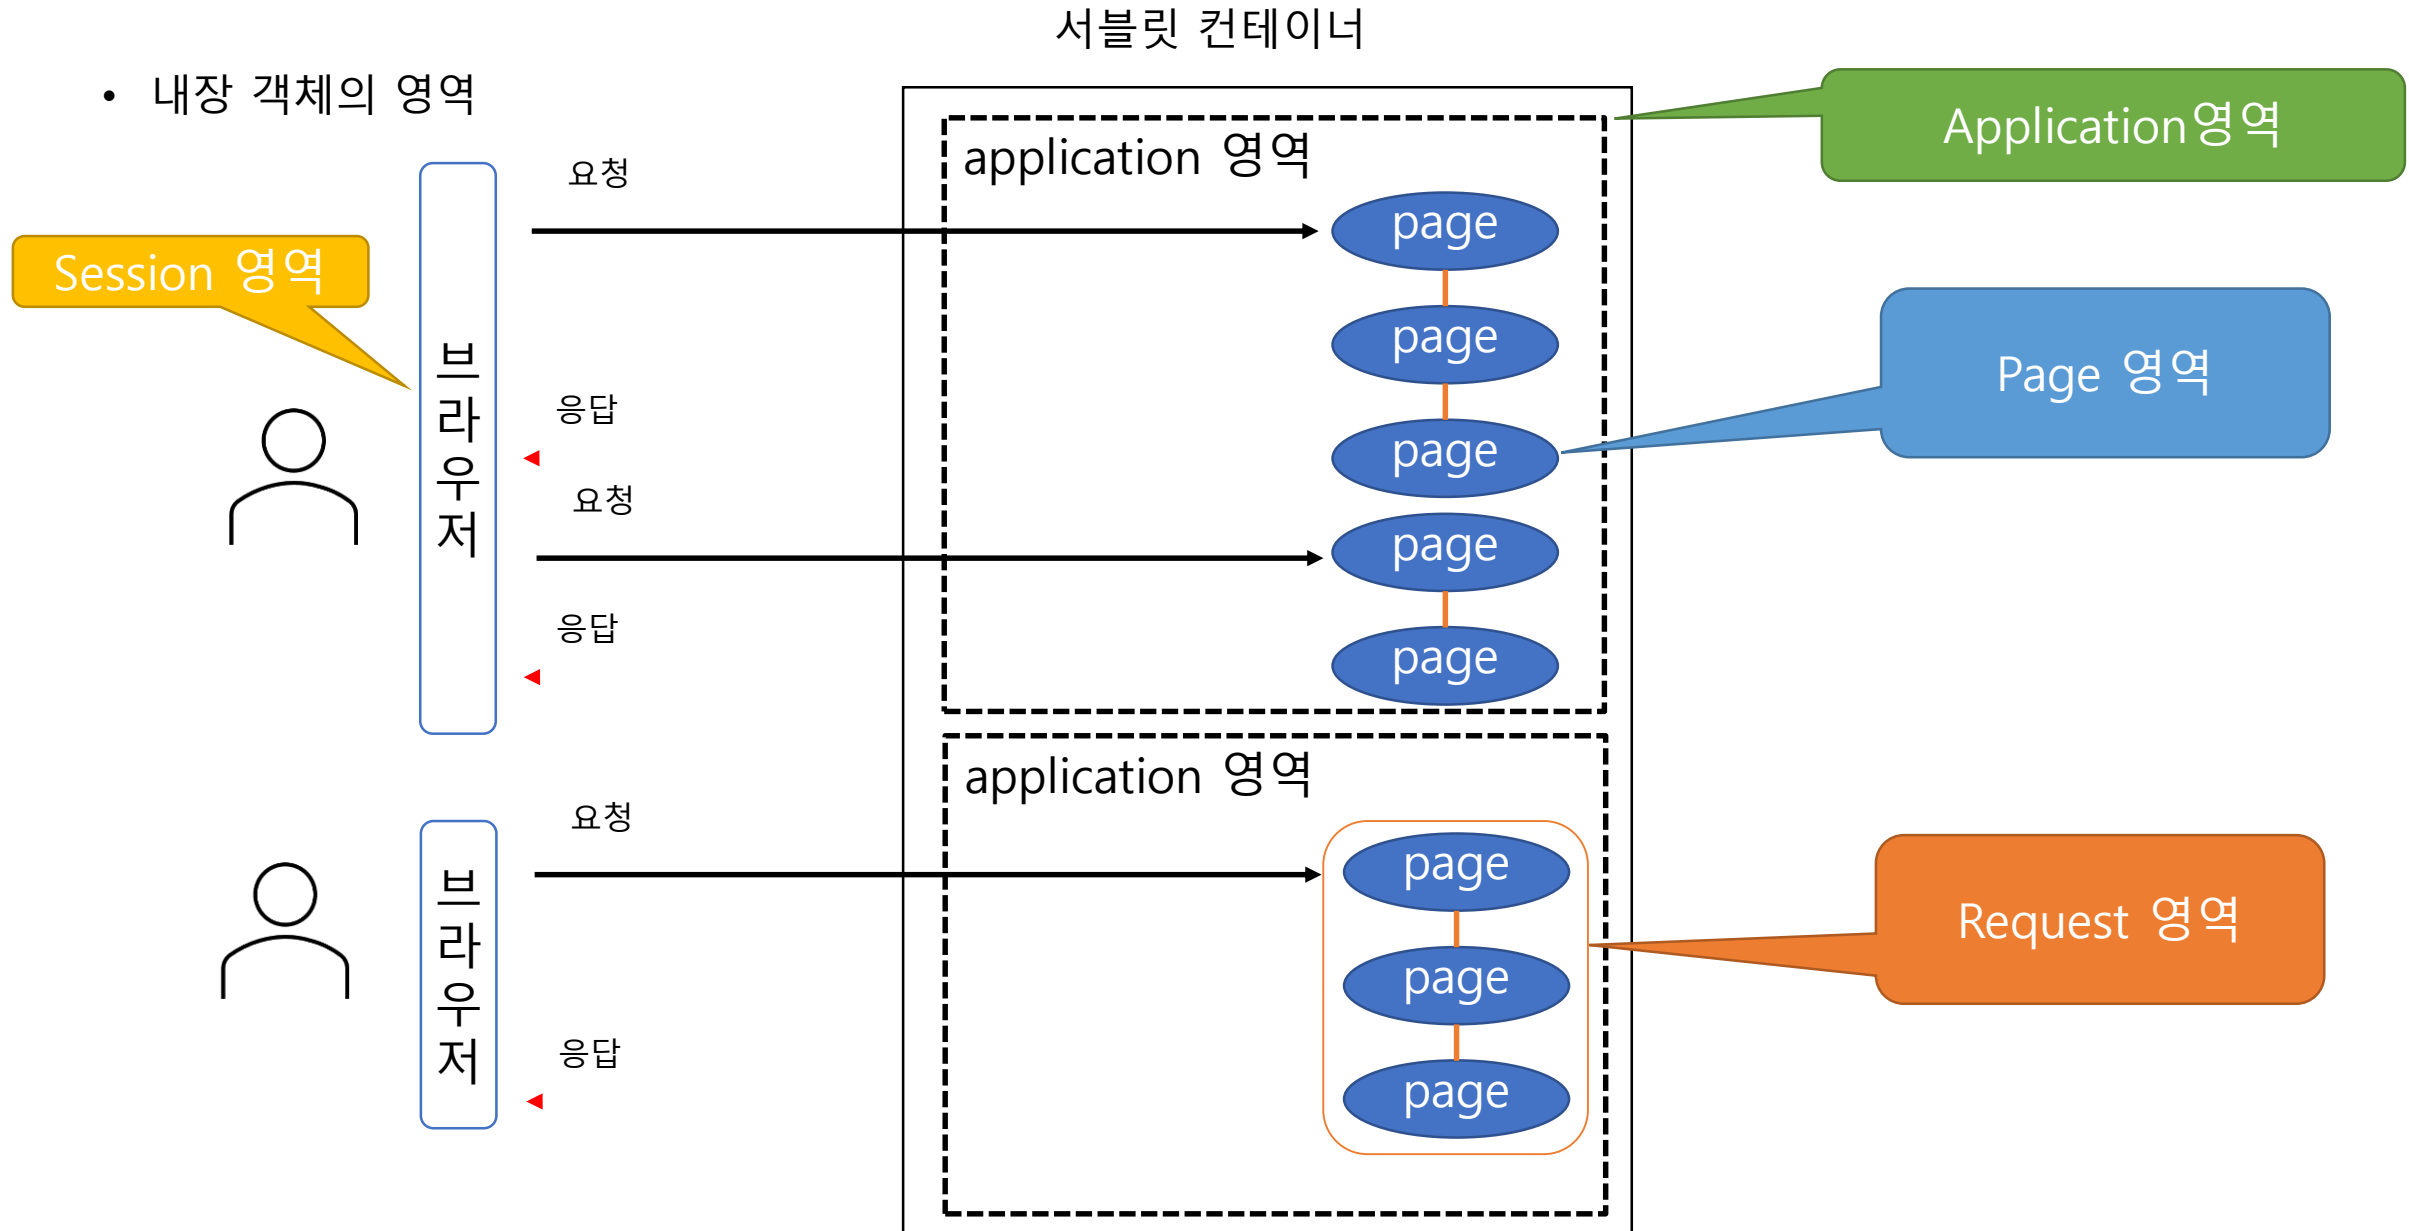 서블릿 컨테이너
• 내장 객체의 영역
Application영역
application 영역
요청
page
Session 영역
page
Page 영역
브라우저
응답
page
요청
page
응답
page
application 영역
요청
page
브라우저
Request 영역
page
응답
page